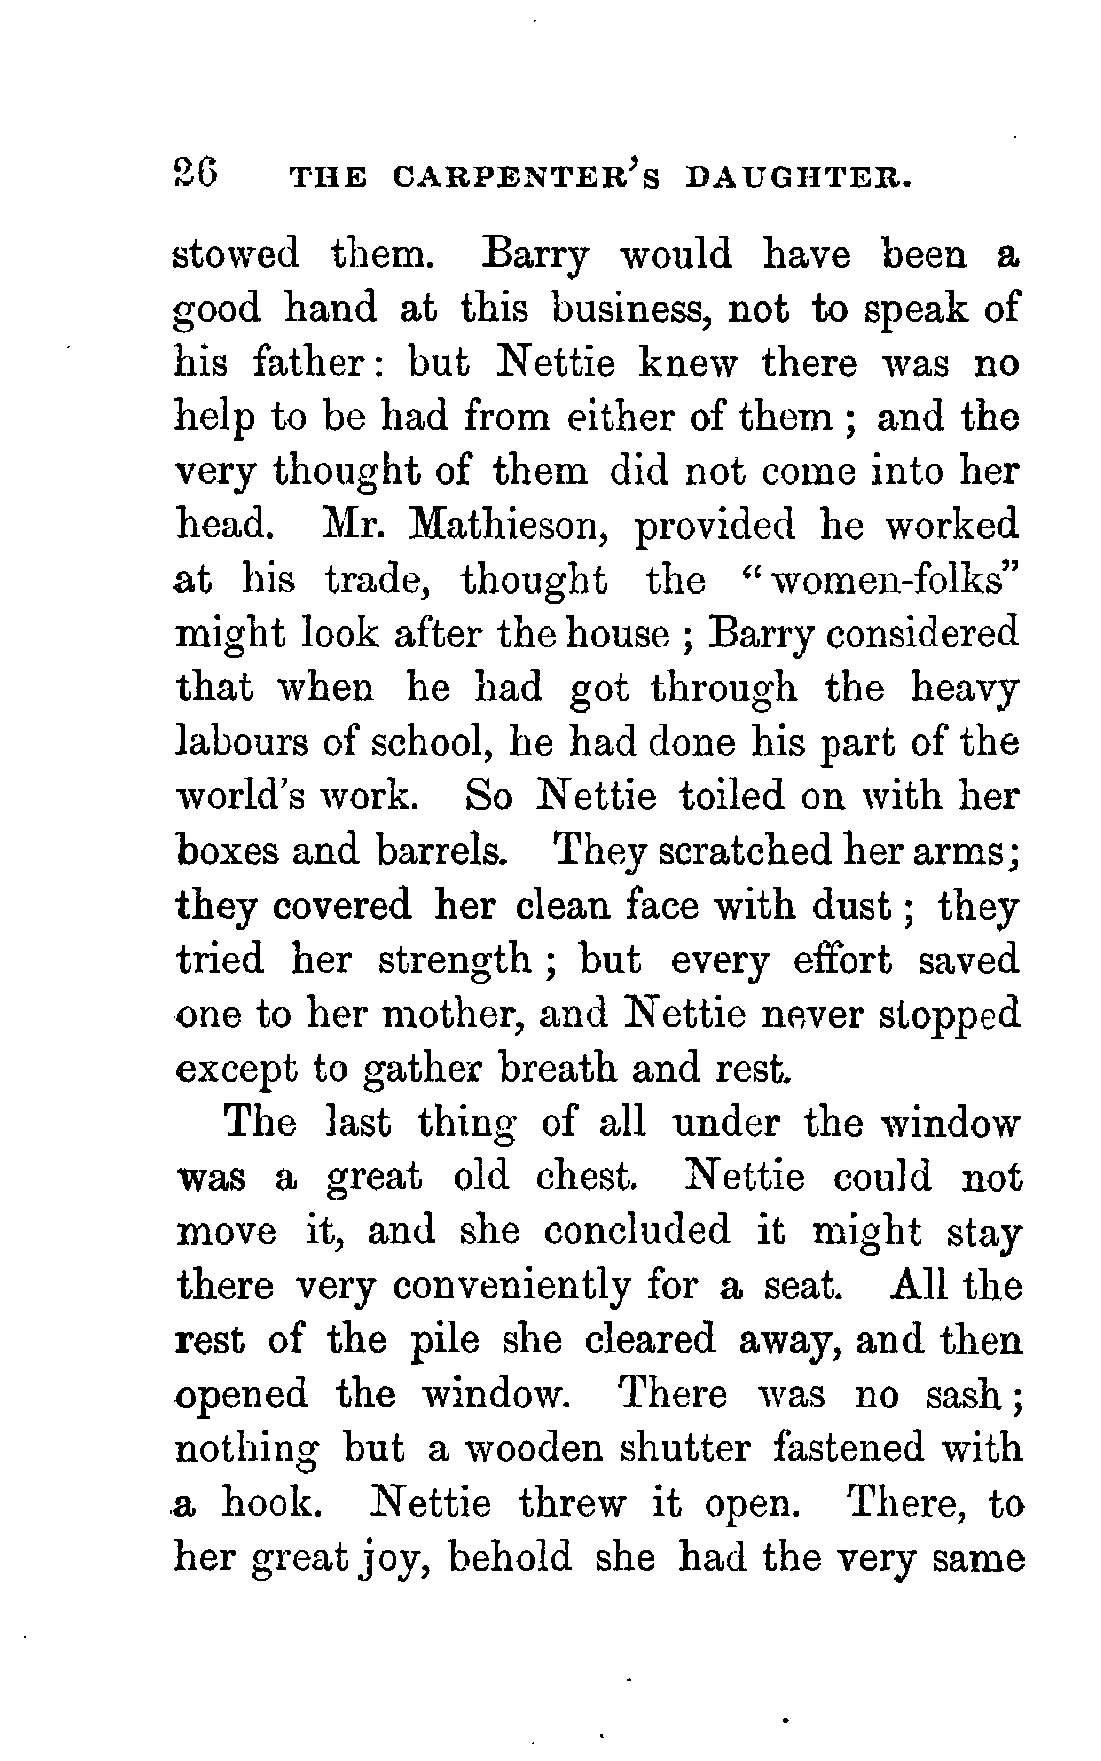 26 THE CARPENTER'S DAUGHTER.
stowed them. Barry would have been a
good hand at this business, not to speak of
his father: but Nettie knew there was no
help to be had from either of them; and the
very thought of them did not come into her
head. Mr. Mathieson, provided he worked
at his trade, thought the "women-folks"
might look after the house; Barry considered
that when he had got through the heavy
labours of school, he had done his part of the
world's work. So Nettie toiled on with her
boxes and barrels. They scratched her arms;
they covered her clean face with dust; they
tried her strength; but every effort saved
one to her mother, and Nettie never stopped
except to gather breath and rest.
The last thing of all under the window
was a great old chest. Nettie could not
move it, and she concluded it might stay
there very conveniently for a seat. All the
rest of the pile she cleared away, and then
opened the window. There was no sash;
nothing but a wooden shutter fastened with
a hook. Nettie threw it open. There, to
her great joy, behold she had the very same